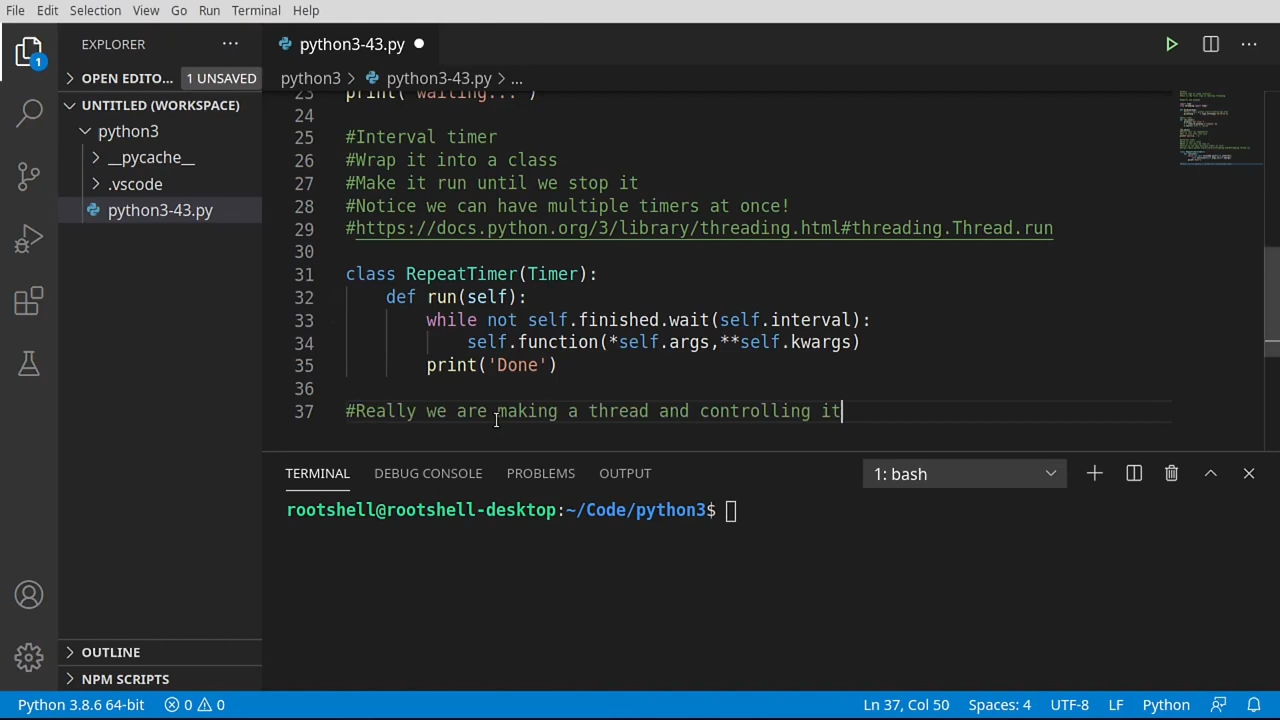 File Edit Selection View Go Run Terminal Help
EXPLORER
python3-43.py
1
OPEN EDITO... 1 UNSAVED
python3 > python3-43.py > ...
UNTITLED (WORKSPACE)
python3
__pycache__
.vscode
python3-43.py
23 print("waiting...")
24
25 #Interval timer
26 #Wrap it into a class
27 #Make it run until we stop it
28 #Notice we can have multiple timers at once!
29 #https://docs.python.org/3/library/threading.html#threading.Thread.run
30
31 class RepeatTimer(Timer):
32 def run(self):
33 while not self.finished.wait(self.interval):
34 self.function(*self.args,**self.kwargs)
35 print('Done')
36
37 #Really we are making a thread and controlling it
TERMINAL DEBUG CONSOLE PROBLEMS OUTPUT 1: bash
rootshell@rootshell-desktop:~/Code/python3$
OUTLINE
NPM SCRIPTS
Python 3.8.6 64-bit 0 0 Ln 37, Col 50 Spaces: 4 UTF-8 LF Python